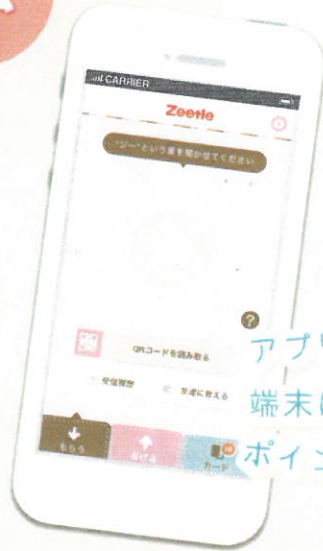 CARRIER
Zeetle
"ジー"という音を聞かせてください
?
QRコードを読み取る
受信履歴
友達に教える
もらう
あげる
カード
アプ
端末
ポイン